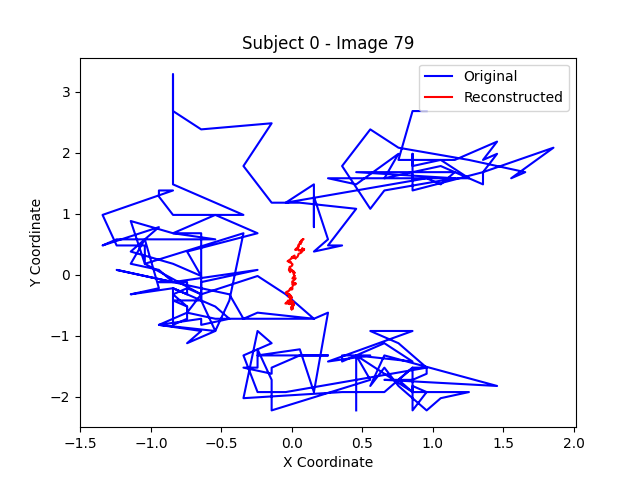 Subject 0 - Image 79
Original
Reconstructed
3
2
1
0
−1
−2
Y Coordinate
−1.5 −1.0 −0.5 0.0 0.5 1.0 1.5 2.0
X Coordinate